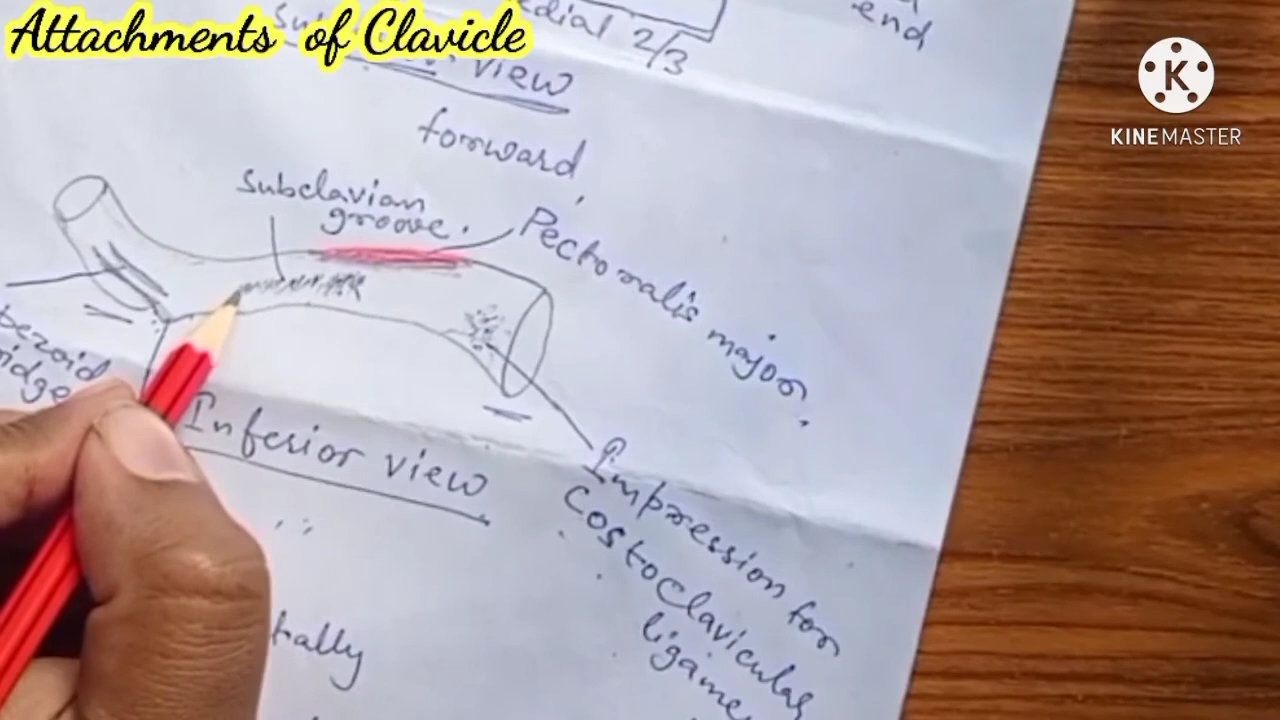 Attachments of Clavicle
medial 2/3
end
view
forward
Subclavian
groove.
Pectoralis major
Inferior view
Impression for
Costoclavicular
KINEMASTER